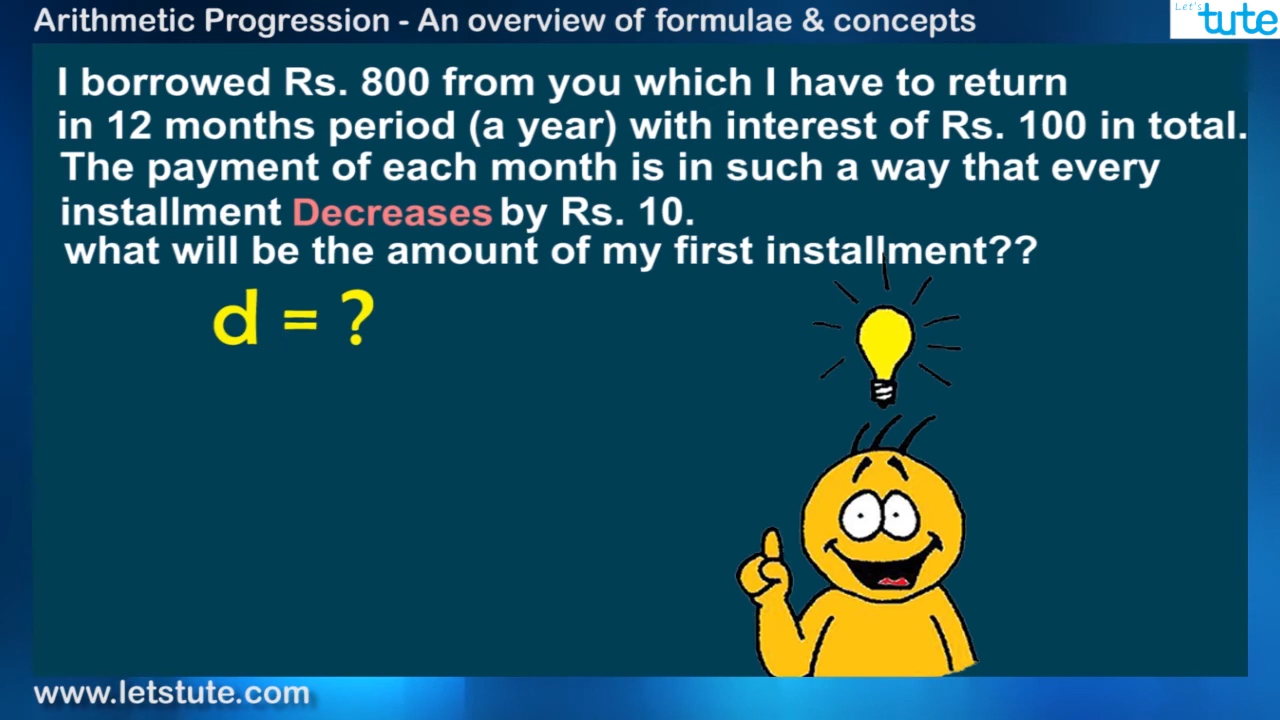 Arithmetic Progression - An overview of formulae & concepts
Let's
tute
I borrowed Rs. 800 from you which I have to return
in 12 months period (a year) with interest of Rs. 100 in total.
The payment of each month is in such a way that every
installment Decreases by Rs. 10.
what will be the amount of my first installment??
d = ?
www.letstute.com